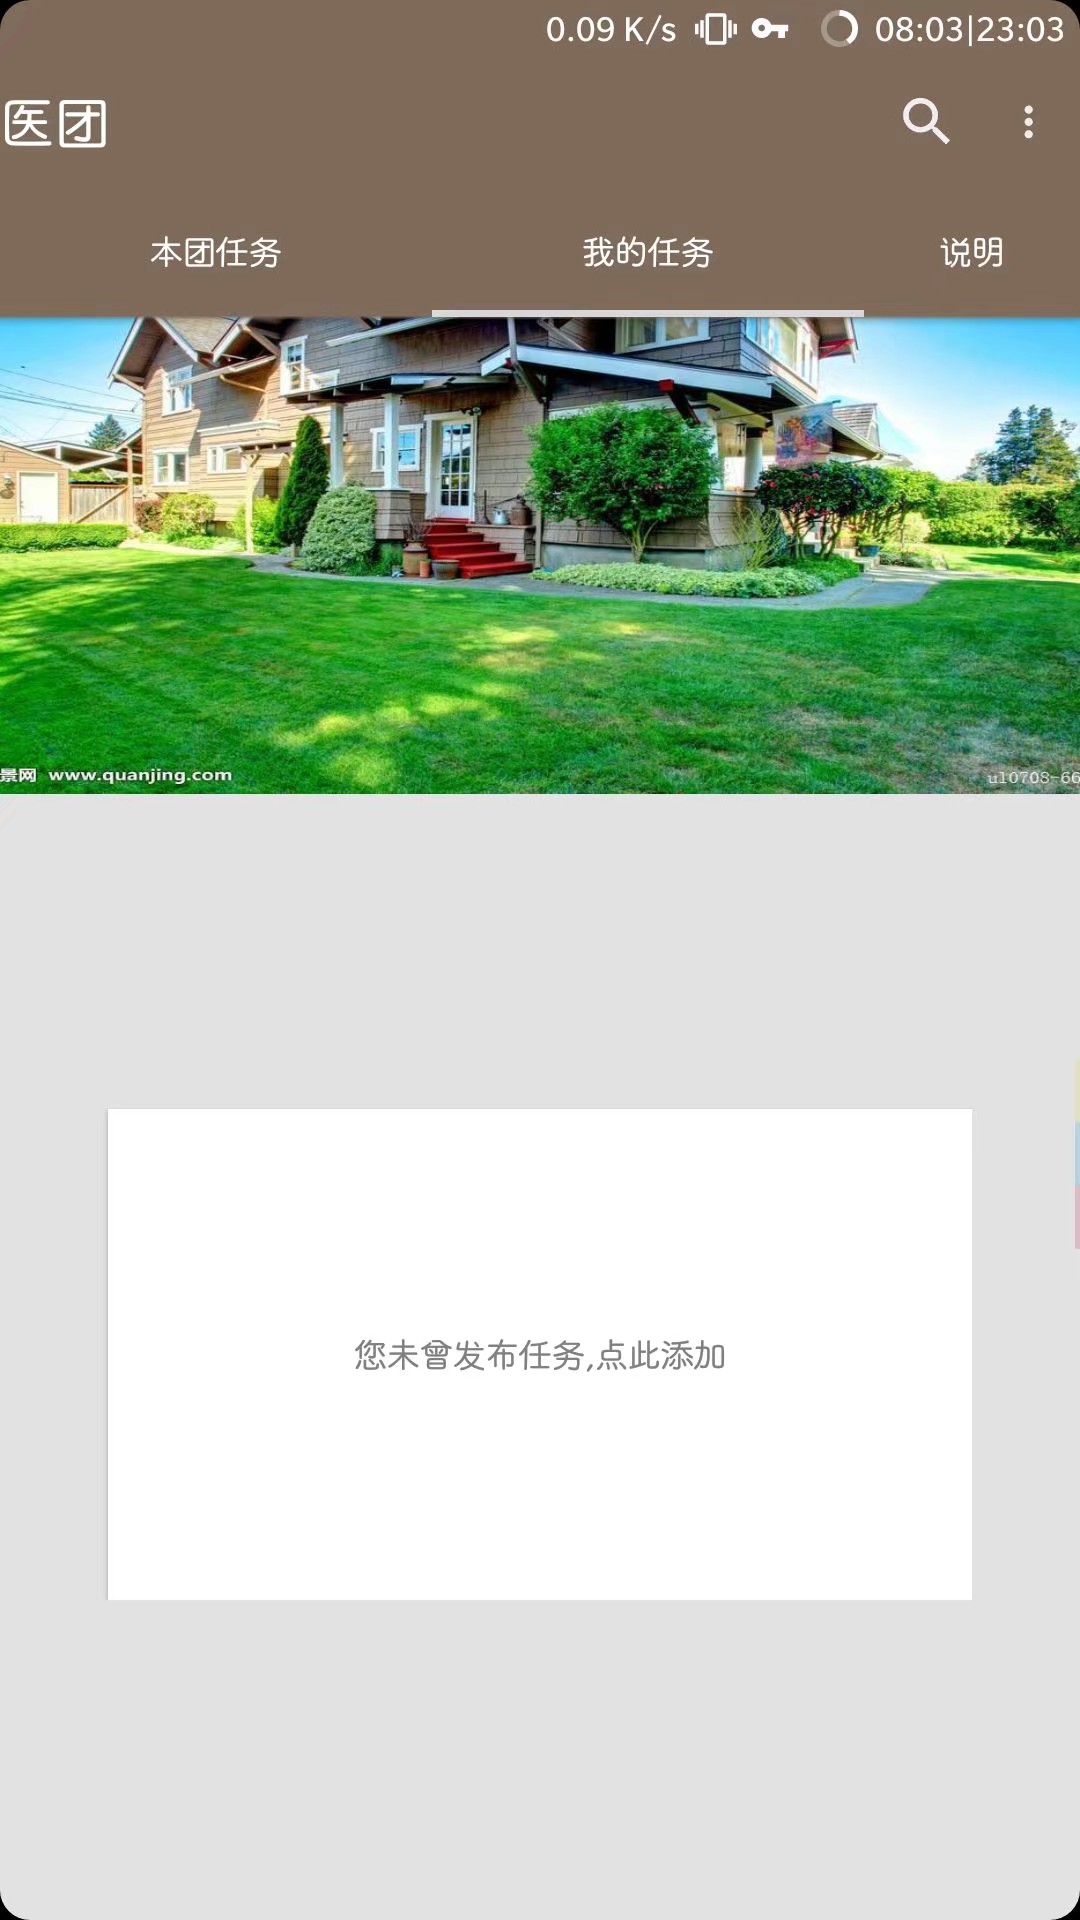 0.09 K/s 08:03|23:03
医团
本团任务 我的任务 说明
景网 www.quanjing.com
u10708-66
您未曾发布任务,点此添加